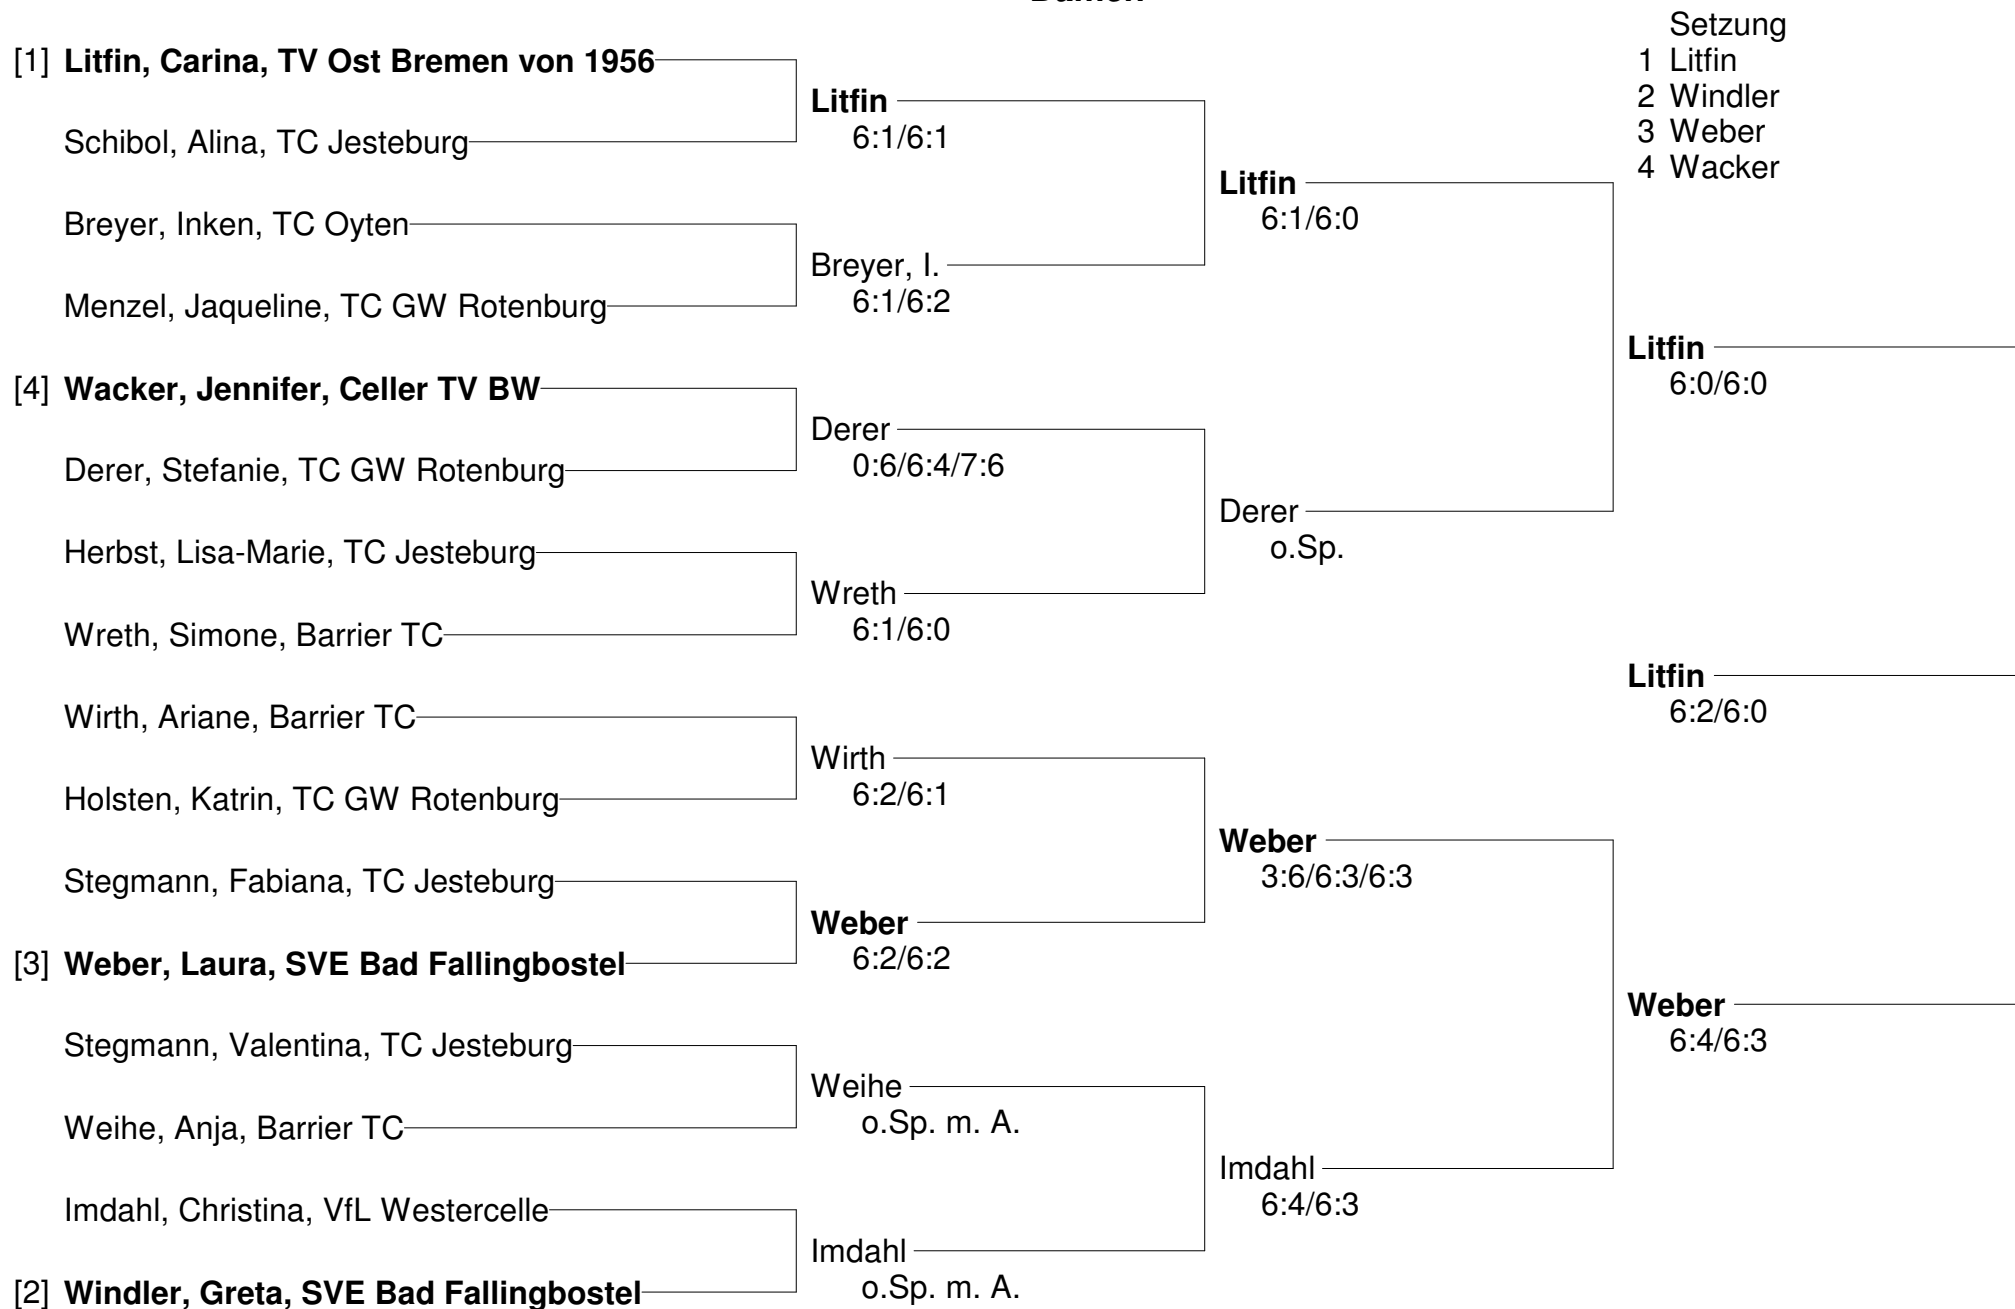 Setzung
1 Litfin
2 Windler
3 Weber
4 Wacker
[1] Litfin, Carina, TV Ost Bremen von 1956
Schibol, Alina, TC Jesteburg
Breyer, Inken, TC Oyten
Menzel, Jaqueline, TC GW Rotenburg
[4] Wacker, Jennifer, Celler TV BW
Derer, Stefanie, TC GW Rotenburg
Herbst, Lisa-Marie, TC Jesteburg
Wreth, Simone, Barrier TC
Wirth, Ariane, Barrier TC
Holsten, Katrin, TC GW Rotenburg
Stegmann, Fabiana, TC Jesteburg
[3] Weber, Laura, SVE Bad Fallingbostel
Stegmann, Valentina, TC Jesteburg
Weihe, Anja, Barrier TC
Imdahl, Christina, VfL Westercelle
[2] Windler, Greta, SVE Bad Fallingbostel
Litfin
6:1/6:1
Breyer, I.
6:1/6:2
Derer
0:6/6:4/7:6
Wreth
6:1/6:0
Wirth
6:2/6:1
Weber
6:2/6:2
Weihe
o.Sp. m. A.
Imdahl
o.Sp. m. A.
Litfin
6:1/6:0
Derer
o.Sp.
Weber
3:6/6:3/6:3
Imdahl
6:4/6:3
Litfin
6:0/6:0
Litfin
6:2/6:0
Weber
6:4/6:3